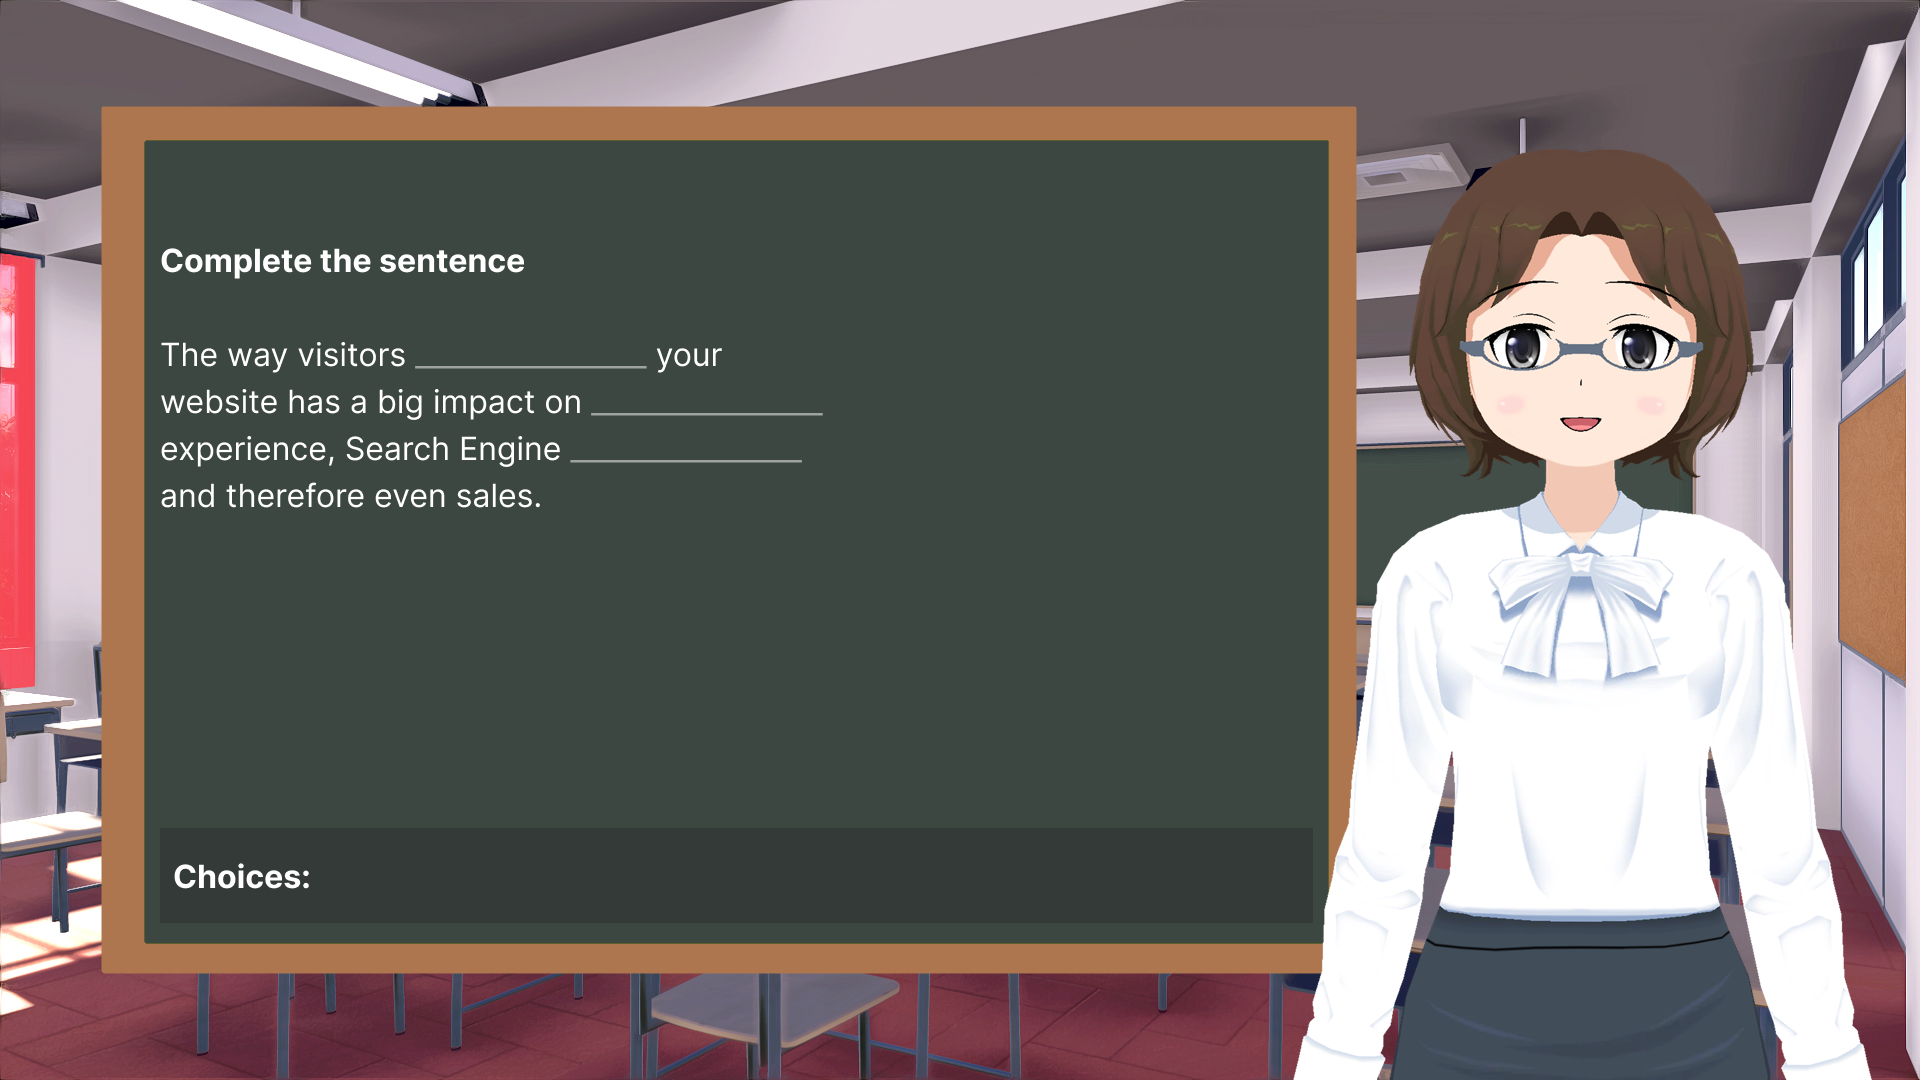 Complete the sentence
The way visitors ______________ your
website has a big impact on ______________
experience, Search Engine ______________
and therefore even sales.
Choices: